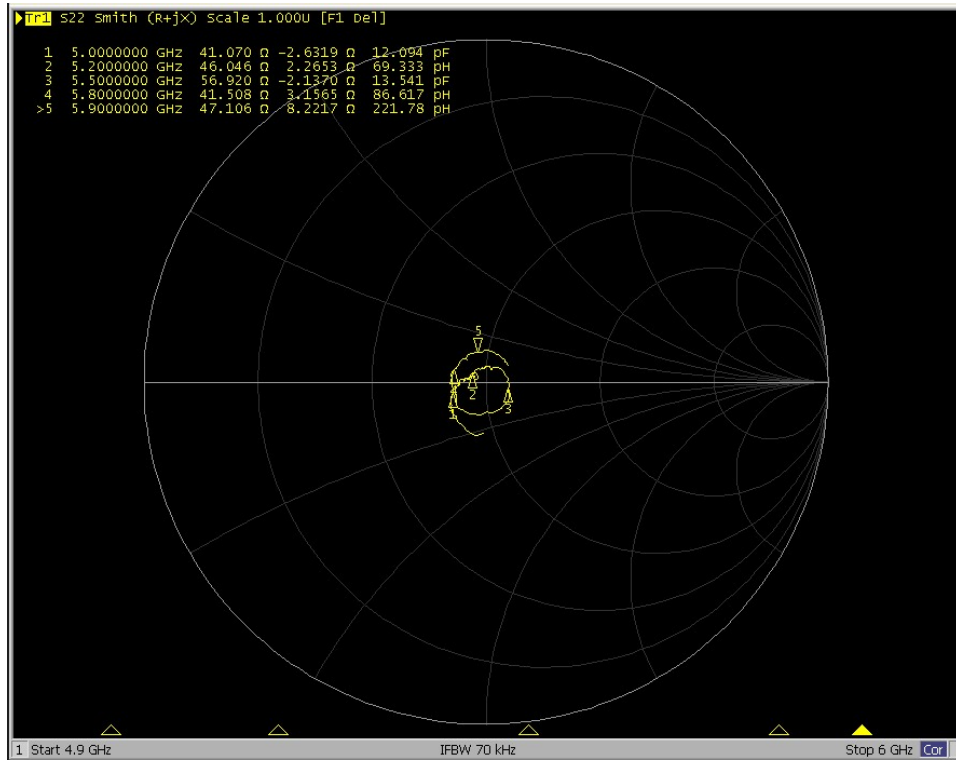 Tr1 S22 Smith (R+jX) Scale 1.000U [F1 Del]
1 5.0000000 GHz 41.070 Ω -2.6319 Ω 12.094 pF
2 5.2000000 GHz 46.046 Ω 2.2653 Ω 69.333 pH
3 5.5000000 GHz 56.920 Ω -2.1370 Ω 13.541 pF
4 5.8000000 GHz 41.508 Ω 3.1565 Ω 86.617 pH
>5 5.9000000 GHz 47.106 Ω 8.2217 Ω 221.78 pH
5
2
3
1
1 Start 4.9 GHz IFBW 70 kHz Stop 6 GHz Cor